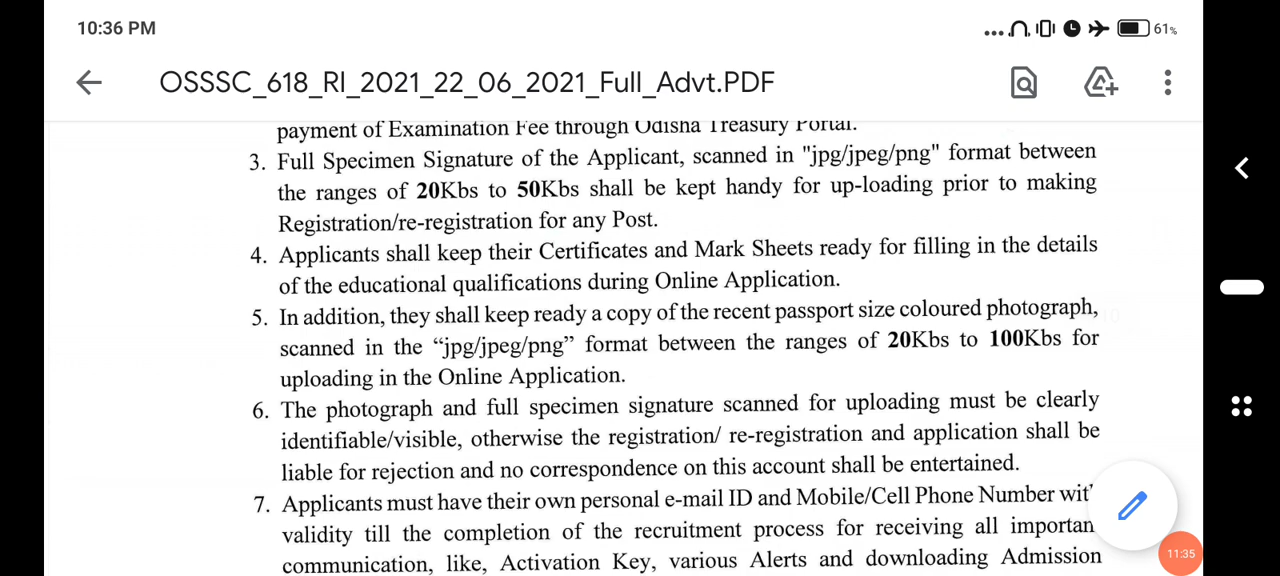 10:36 PM
61%
OSSSC_618_RI_2021_22_06_2021_Full_Advt.PDF
payment of Examination Fee through Odisha Treasury Portal.
3. Full Specimen Signature of the Applicant, scanned in "jpg/jpeg/png" format between
the ranges of 20Kbs to 50Kbs shall be kept handy for up-loading prior to making
Registration/re-registration for any Post.
4. Applicants shall keep their Certificates and Mark Sheets ready for filling in the details
of the educational qualifications during Online Application.
5. In addition, they shall keep ready a copy of the recent passport size coloured photograph,
scanned in the “jpg/jpeg/png” format between the ranges of 20Kbs to 100Kbs for
uploading in the Online Application.
6. The photograph and full specimen signature scanned for uploading must be clearly
identifiable/visible, otherwise the registration/ re-registration and application shall be
liable for rejection and no correspondence on this account shall be entertained.
7. Applicants must have their own personal e-mail ID and Mobile/Cell Phone Number wit
validity till the completion of the recruitment process for receiving all importan
communication, like, Activation Key, various Alerts and downloading Admission
11:35